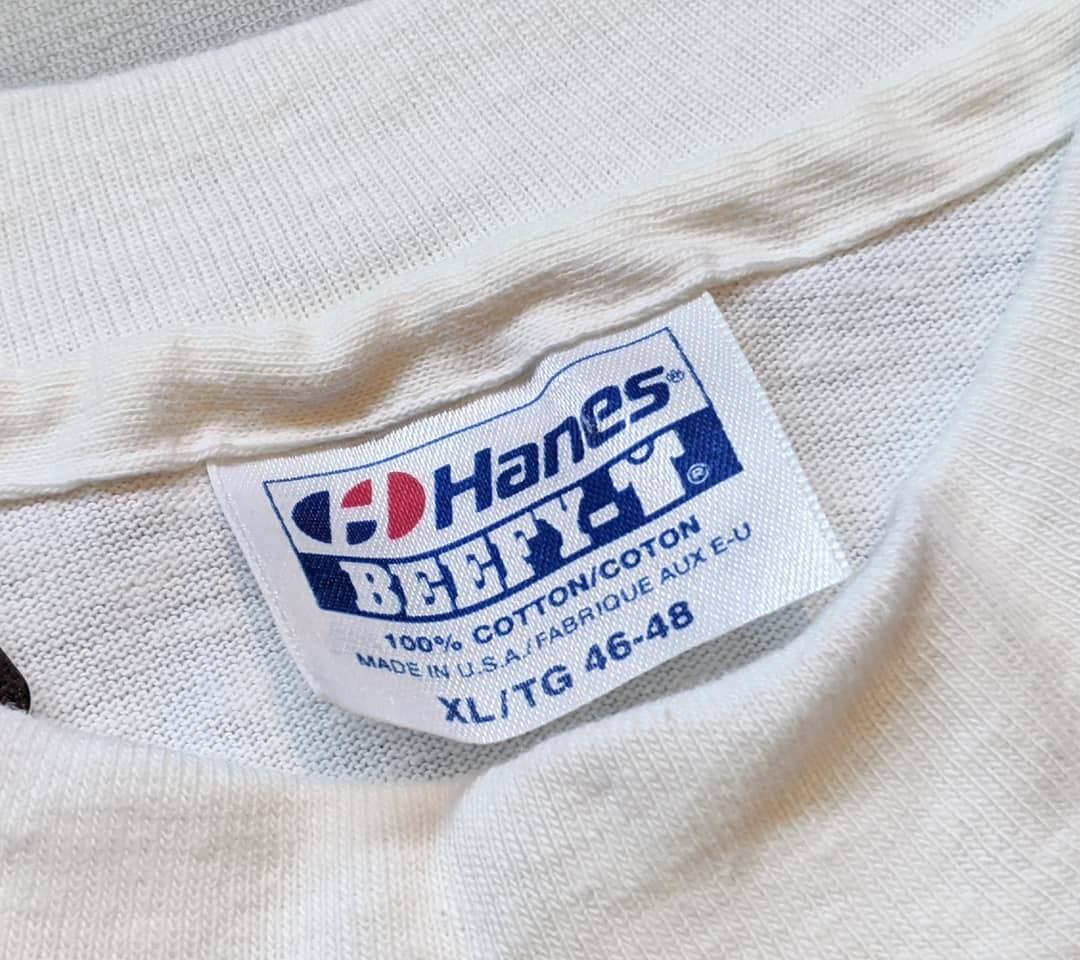 Hanes®
BEEFY-T®
100% COTTON/COTON
MADE IN U.S.A./FABRIQUE AUX E-U
XL/TG 46-48